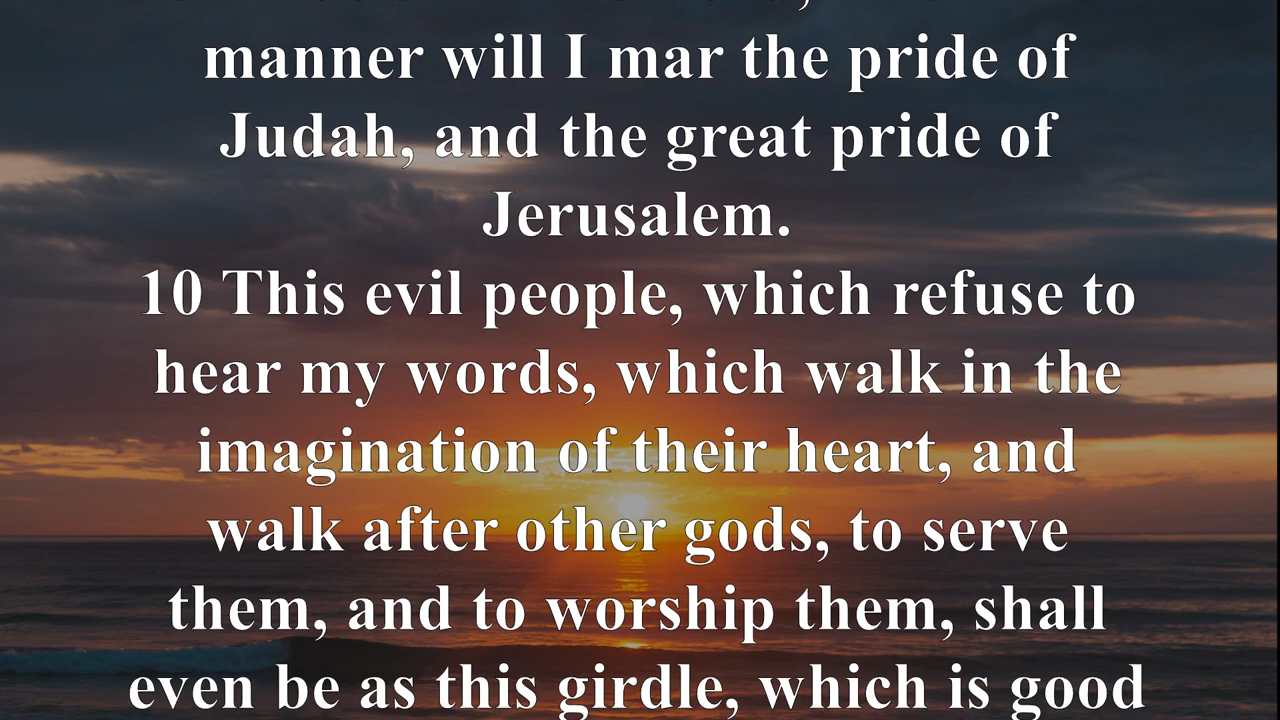 manner will I mar the pride of
Judah, and the great pride of
Jerusalem.
10 This evil people, which refuse to
hear my words, which walk in the
imagination of their heart, and
walk after other gods, to serve
them, and to worship them, shall
even be as this girdle, which is good